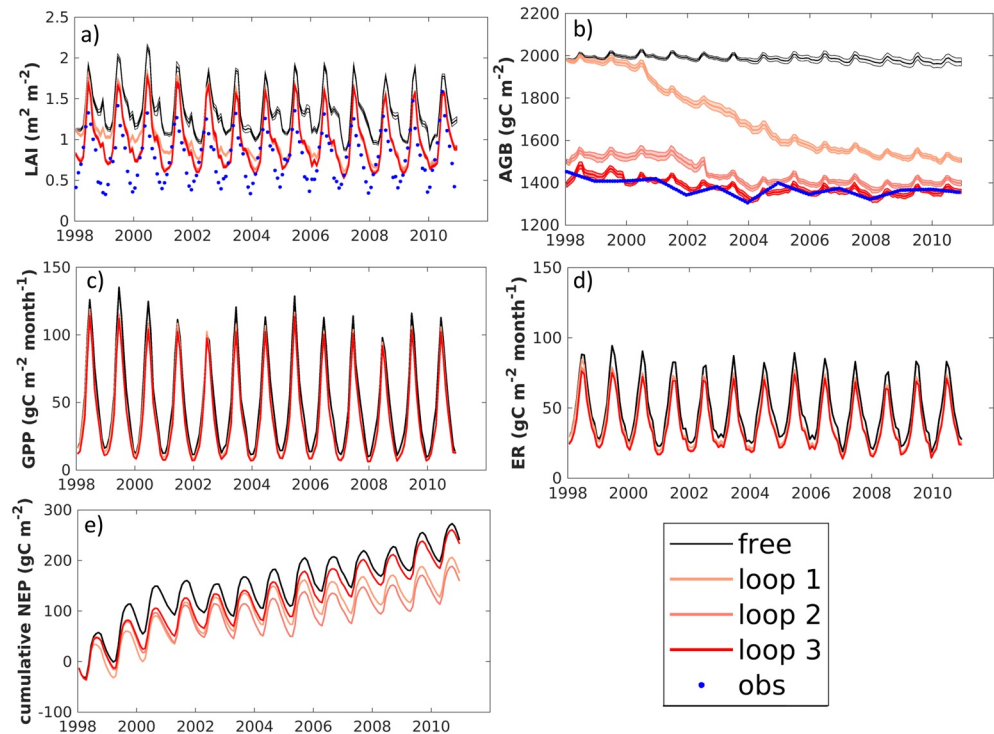 a)
LAI (m² m⁻²)
2.5
2
1.5
1
0.5
0
1998 2000 2002 2004 2006 2008 2010
b)
AGB (gC m⁻²)
2200
2000
1800
1600
1400
1200
1998 2000 2002 2004 2006 2008 2010
c)
GPP (gC m⁻² month⁻¹)
150
100
50
0
1998 2000 2002 2004 2006 2008 2010
d)
ER (gC m⁻² month⁻¹)
150
100
50
0
1998 2000 2002 2004 2006 2008 2010
e)
cumulative NEP (gC m⁻²)
300
200
100
0
-100
1998 2000 2002 2004 2006 2008 2010
free
loop 1
loop 2
loop 3
obs